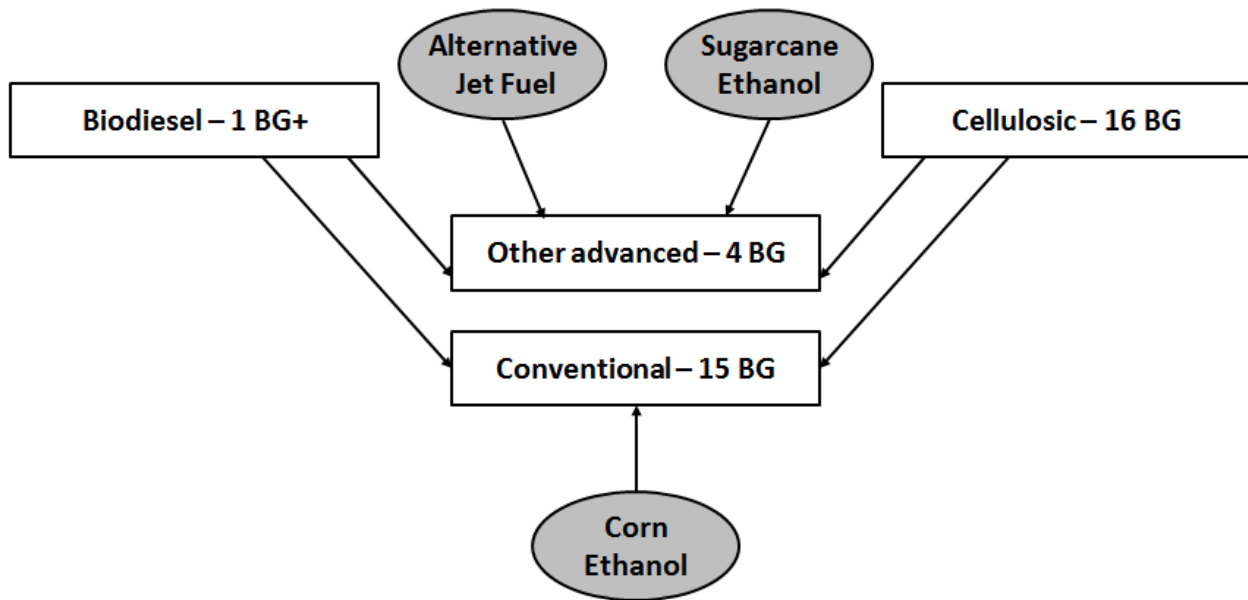 Alternative
Jet Fuel
Sugarcane
Ethanol
Biodiesel – 1 BG+
Cellulosic – 16 BG
Other advanced – 4 BG
Conventional – 15 BG
Corn
Ethanol